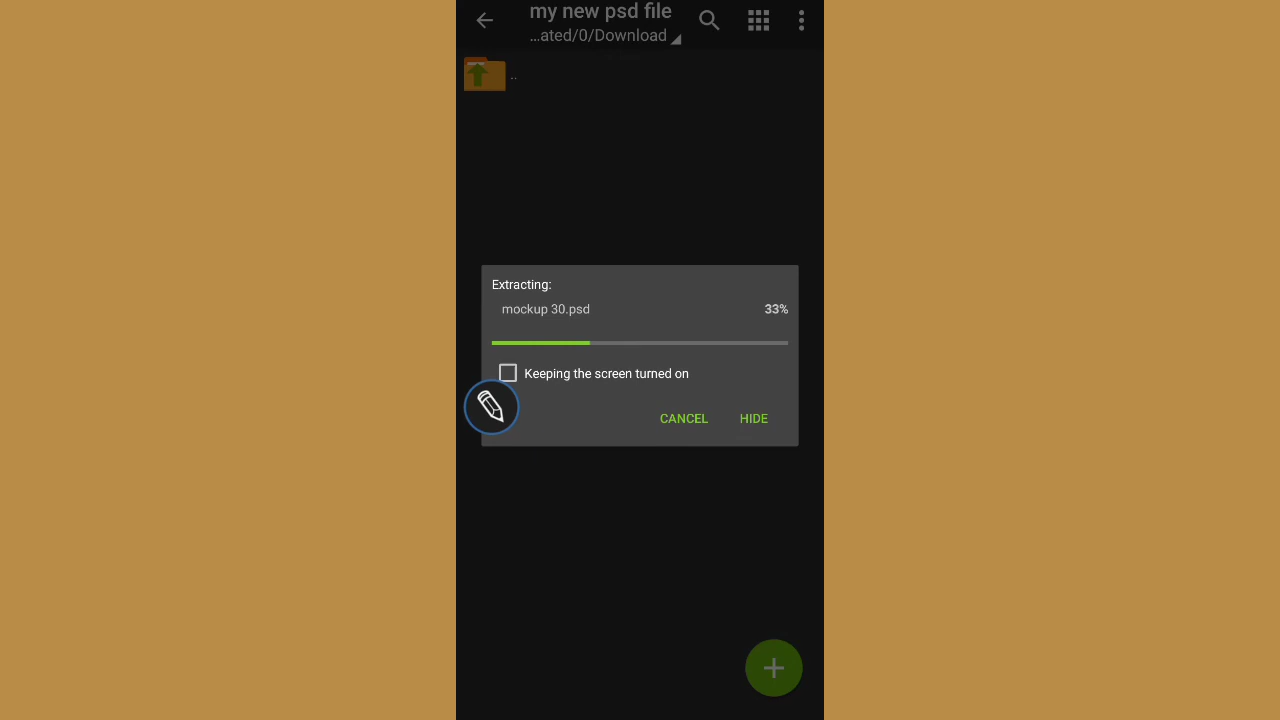 my new psd file
...ated/0/Download
..
Extracting:
mockup 30.psd 33%
Keeping the screen turned on
CANCEL HIDE